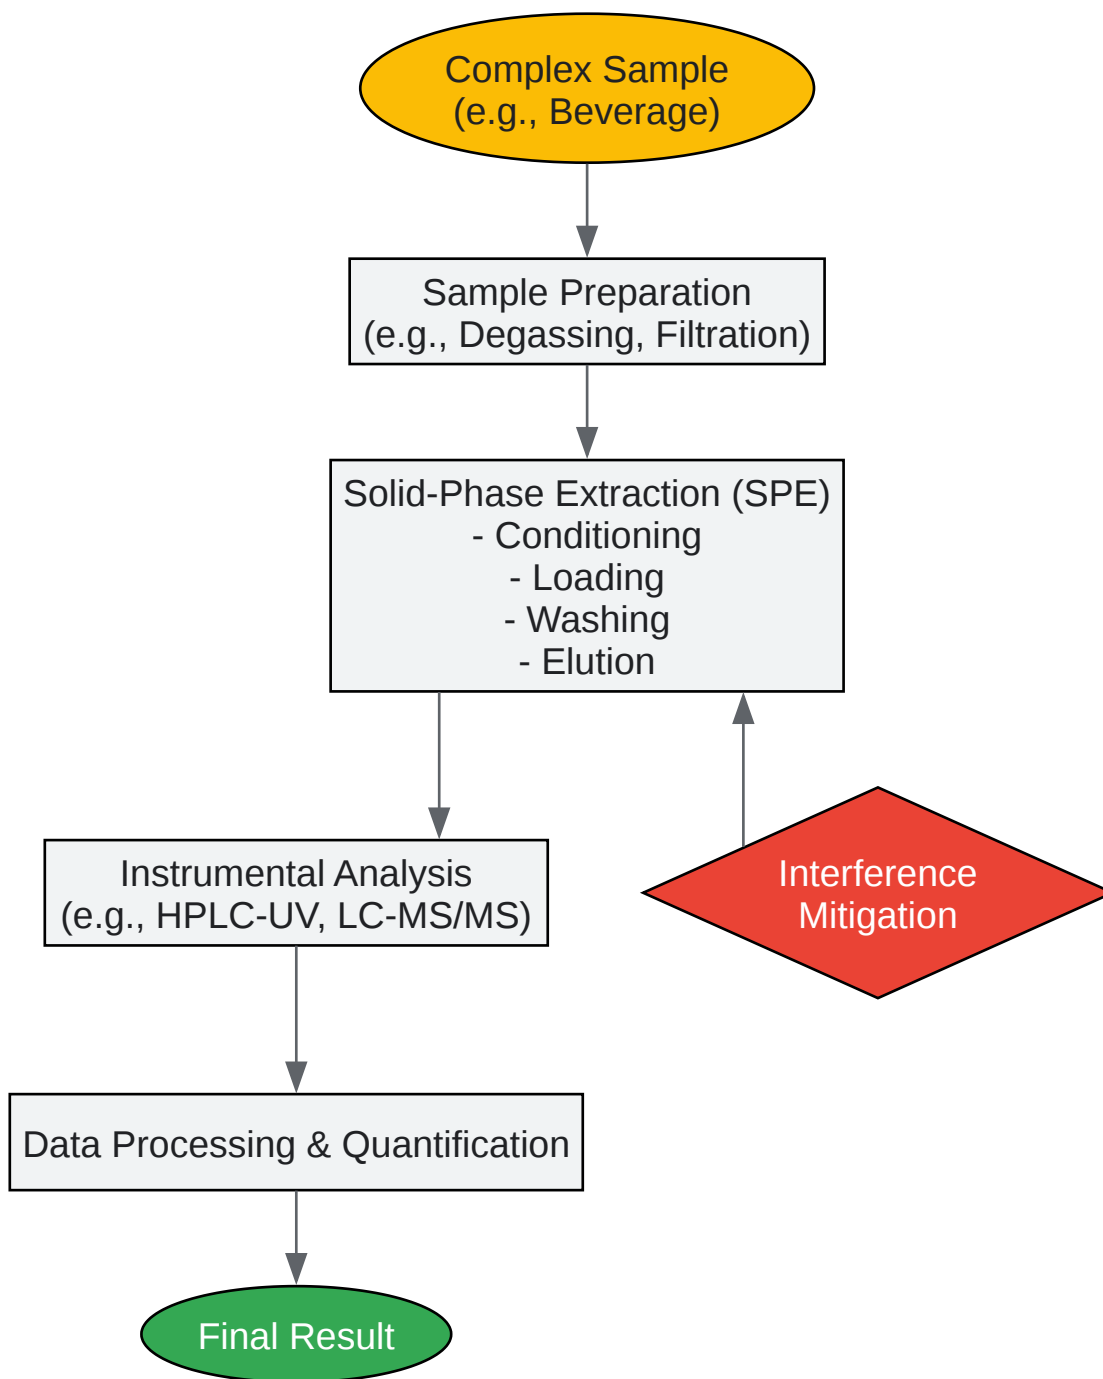 Complex Sample
(e.g., Beverage)
Sample Preparation
(e.g., Degassing, Filtration)
Solid-Phase Extraction (SPE)
- Conditioning
- Loading
- Washing
- Elution
Instrumental Analysis
(e.g., HPLC-UV, LC-MS/MS)
Interference
Mitigation
Data Processing & Quantification
Final Result